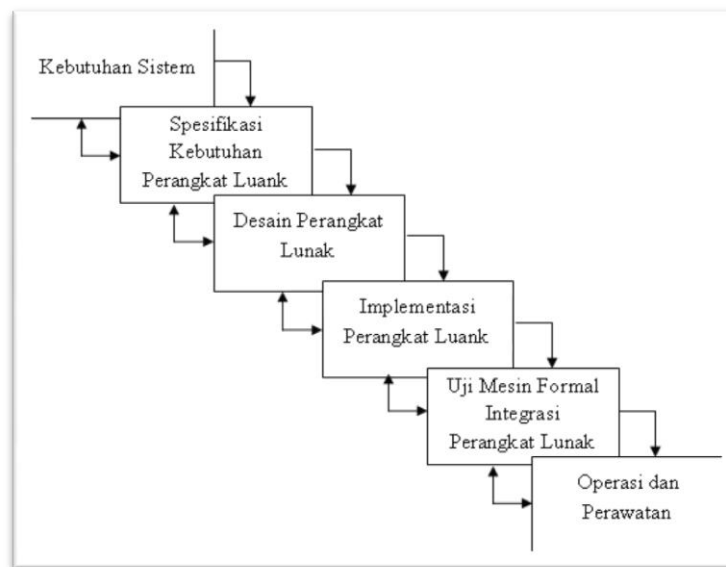 Kebutuhan Sistem
Spesifikasi
Kebutuhan
Perangkat Luank
Desain Perangkat
Lunak
Implementasi
Perangkat Luank
Uji Mesin Formal
Integrasi
Perangkat Lunak
Operasi dan
Perawatan